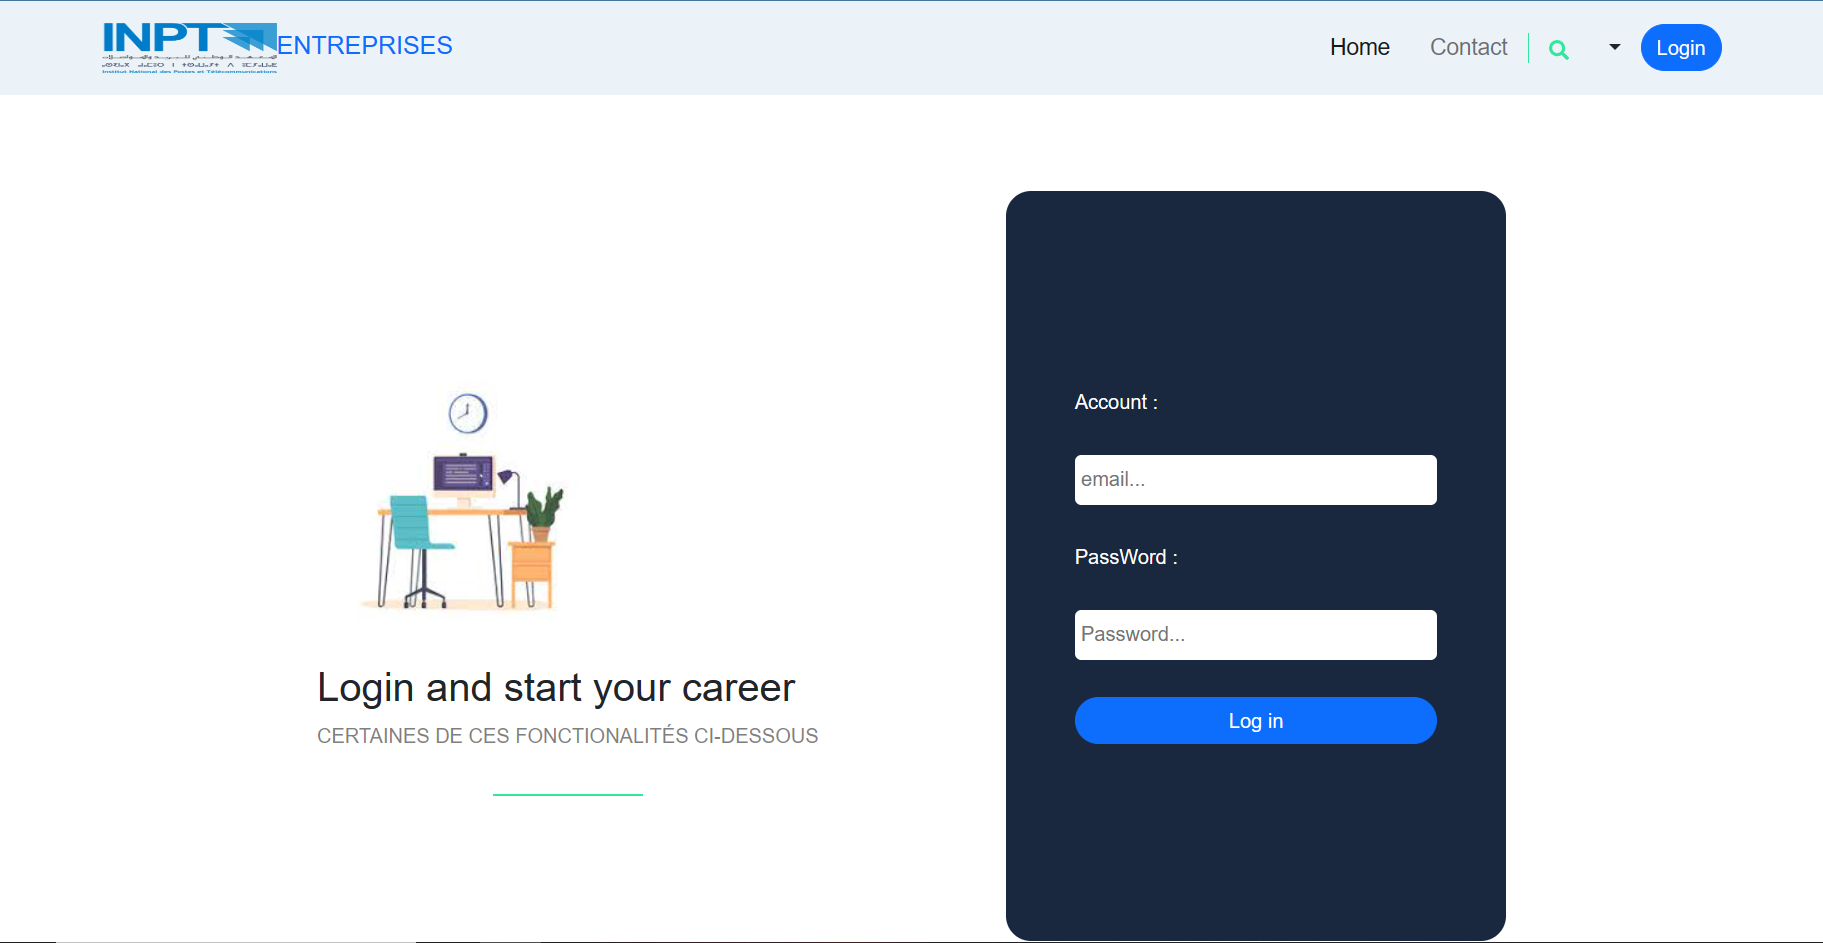 INPT
ENTREPRISES
Institut National des Postes et Télécommunications
Home
Contact
Login
Login and start your career
CERTAINES DE CES FONCTIONALITÉS CI-DESSOUS
Account :
email...
PassWord :
Password...
Log in